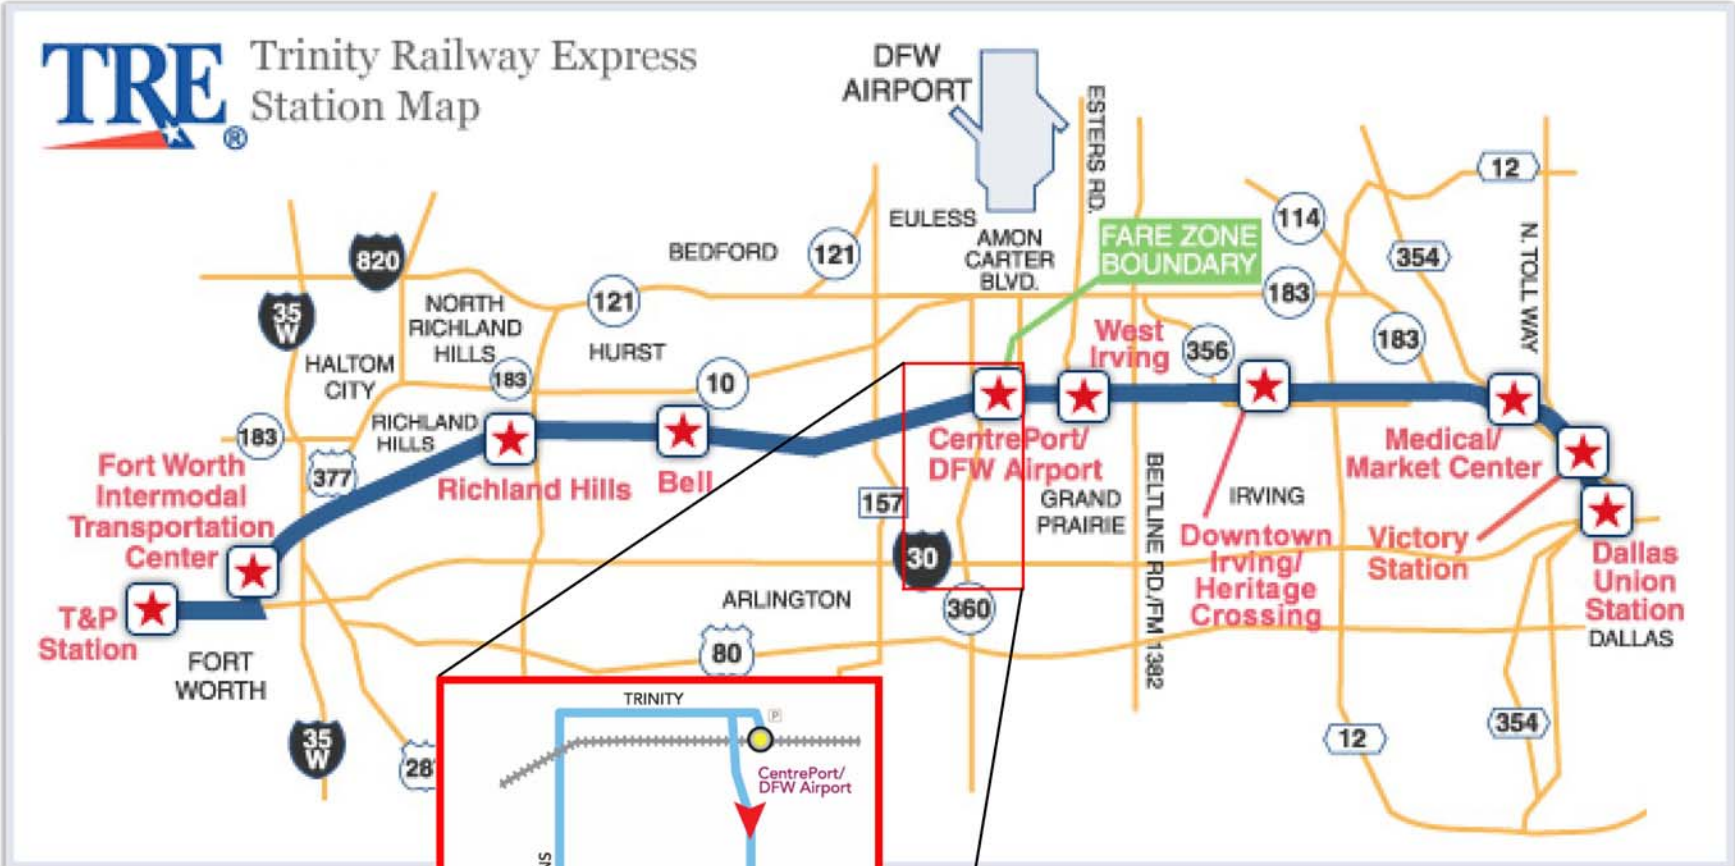 TRE®
Trinity Railway Express
Station Map
DFW
AIRPORT
ESTERS RD.
12
114
EULESS
AMON
CARTER
BLVD.
FARE ZONE
BOUNDARY
354
N. TOLL WAY
820
BEDFORD
121
183
35
W
NORTH
RICHLAND
HILLS
121
HURST
West
Irving
356
183
HALTOM
CITY
183
10
RICHLAND
HILLS
183
377
Fort Worth
Intermodal
Transportation
Center
Richland Hills
Bell
CentrePort/
DFW Airport
157
GRAND
PRAIRIE
BELTLINE RD./FM 1382
IRVING
Medical/
Market Center
Downtown
Irving/
Heritage
Crossing
Victory
Station
Dallas
Union
Station
DALLAS
30
360
ARLINGTON
T&P
Station
FORT
WORTH
80
35
W
28
12
354
TRINITY
P
CentrePort/
DFW Airport